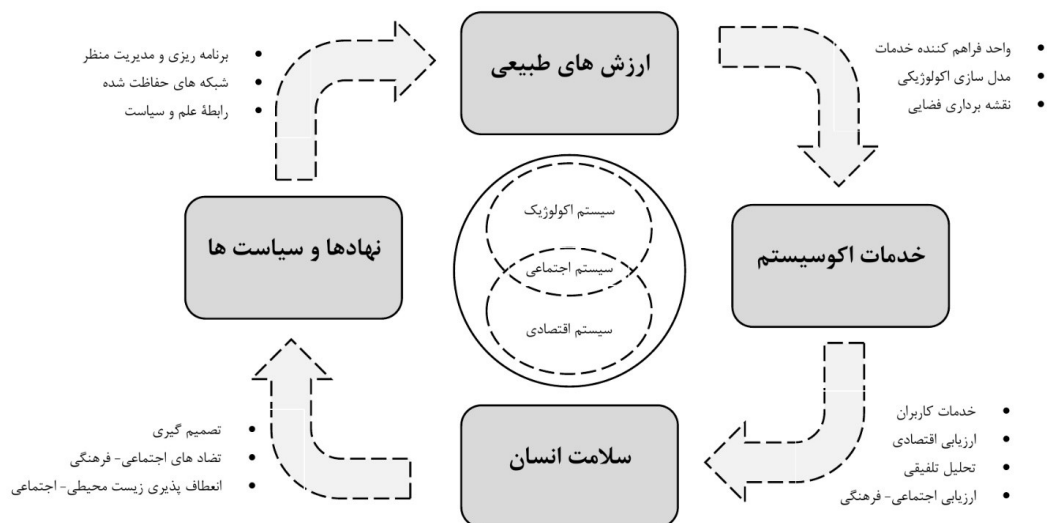 ارزش های طبیعی
واحد فراهم کننده خدمات
مدل سازی اکولوژیکی
نقشه برداری فضایی
خدمات اکوسیستم
خدمات کاربران
ارزیابی اقتصادی
تحلیل تلفیقی
ارزیابی اجتماعی- فرهنگی
سلامت انسان
تصمیم گیری
تضاد های اجتماعی- فرهنگی
انعطاف پذیری زیست محیطی- اجتماعی
نهادها و سیاست ها
برنامه ریزی و مدیریت منظر
شبکه های حفاظت شده
رابطۀ علم و سیاست
سیستم اکولوژیک
سیستم اجتماعی
سیستم اقتصادی